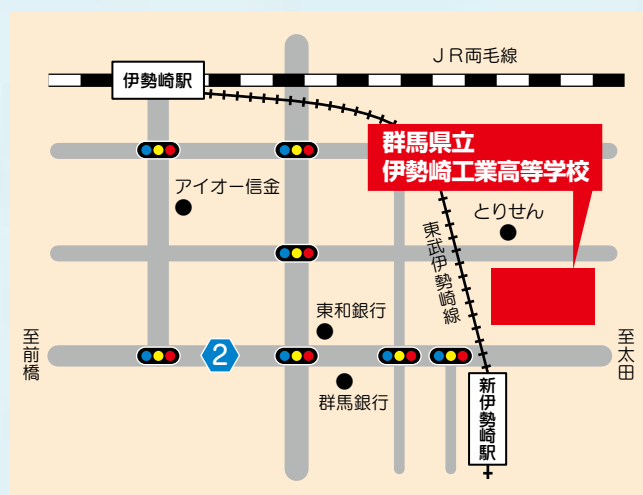 JR両毛線
伊勢崎駅
群馬県立
伊勢崎工業高等学校
アイオー信金
とりせん
東武伊勢崎線
東和銀行
至前橋
2
至太田
群馬銀行
新伊勢崎駅